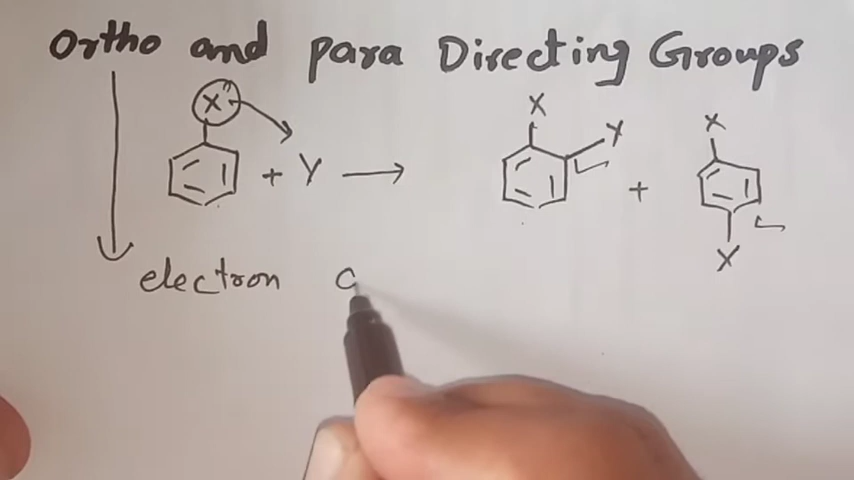 Ortho and para Directing Groups
X
+ Y →
X
Y
+
X
X
electron